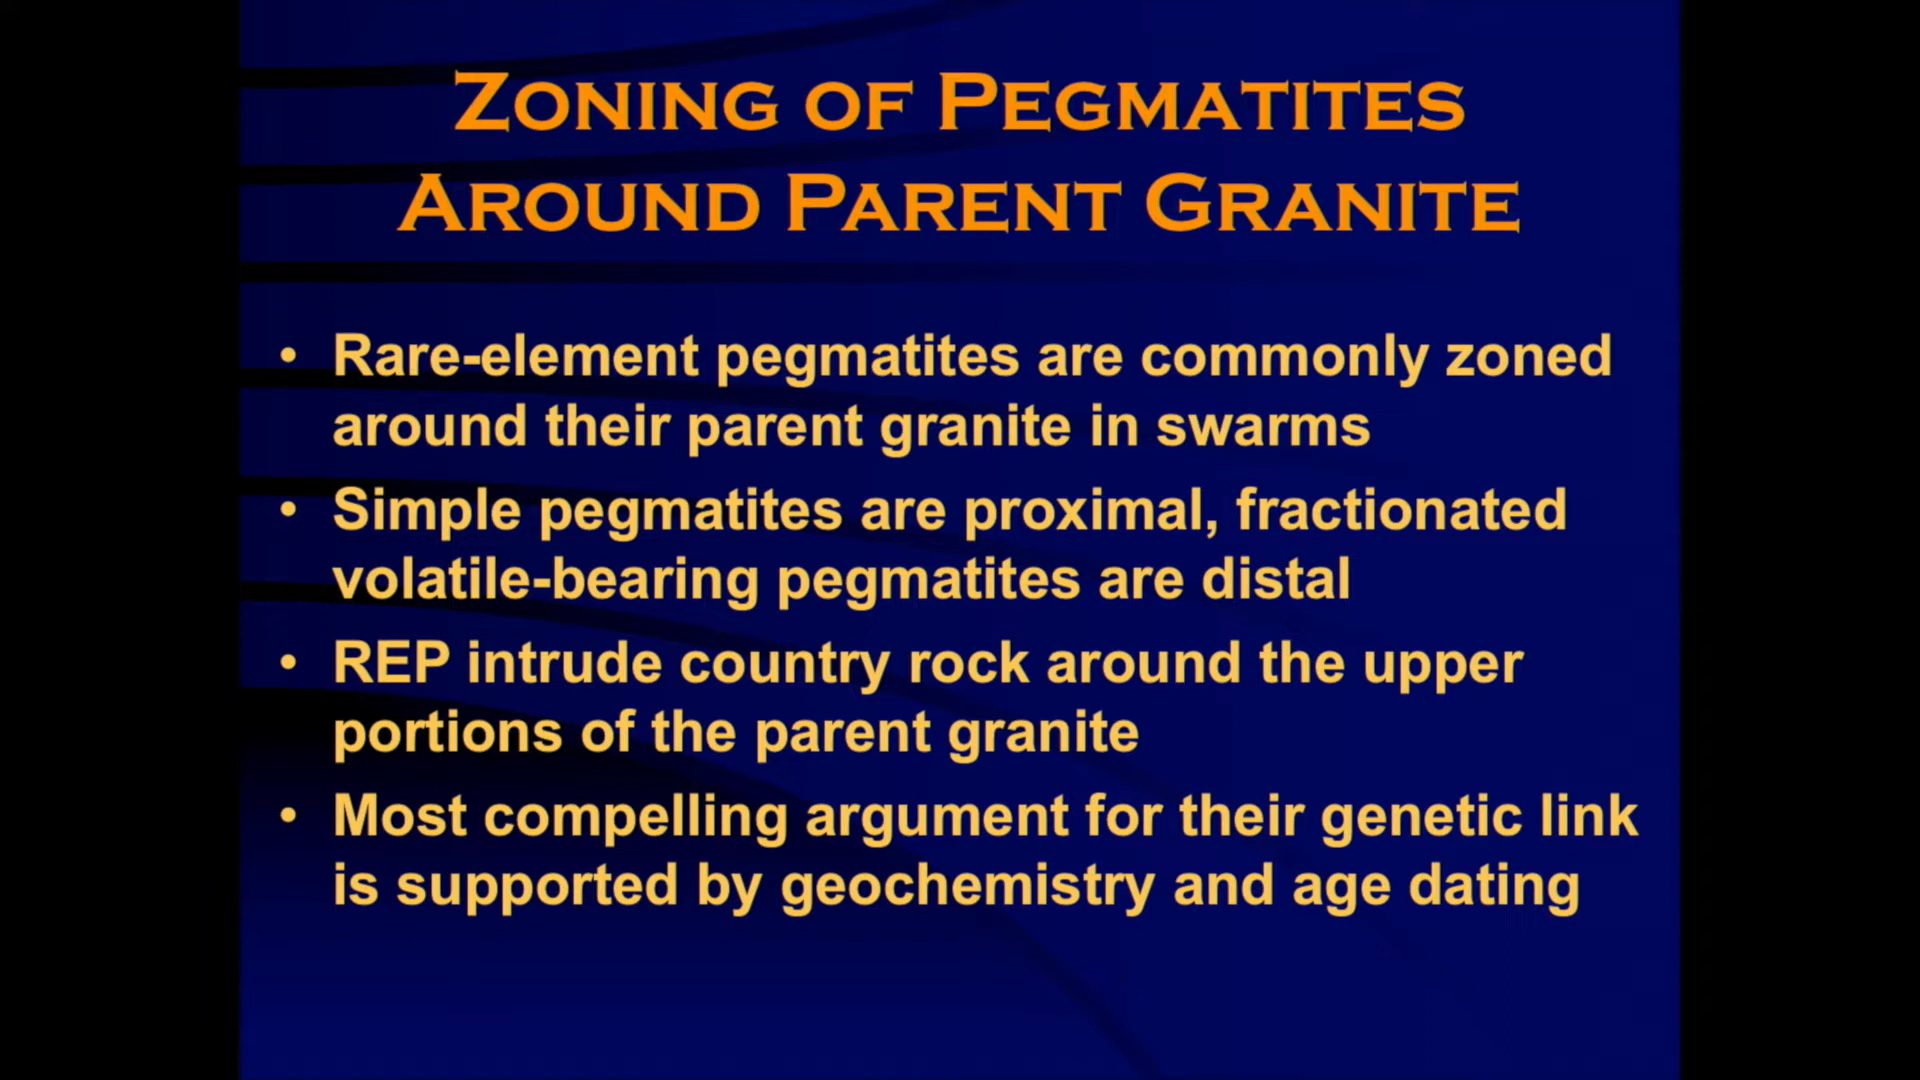 Zoning of Pegmatites
Around Parent Granite
• Rare-element pegmatites are commonly zoned
around their parent granite in swarms
• Simple pegmatites are proximal, fractionated
volatile-bearing pegmatites are distal
• REP intrude country rock around the upper
portions of the parent granite
• Most compelling argument for their genetic link
is supported by geochemistry and age dating